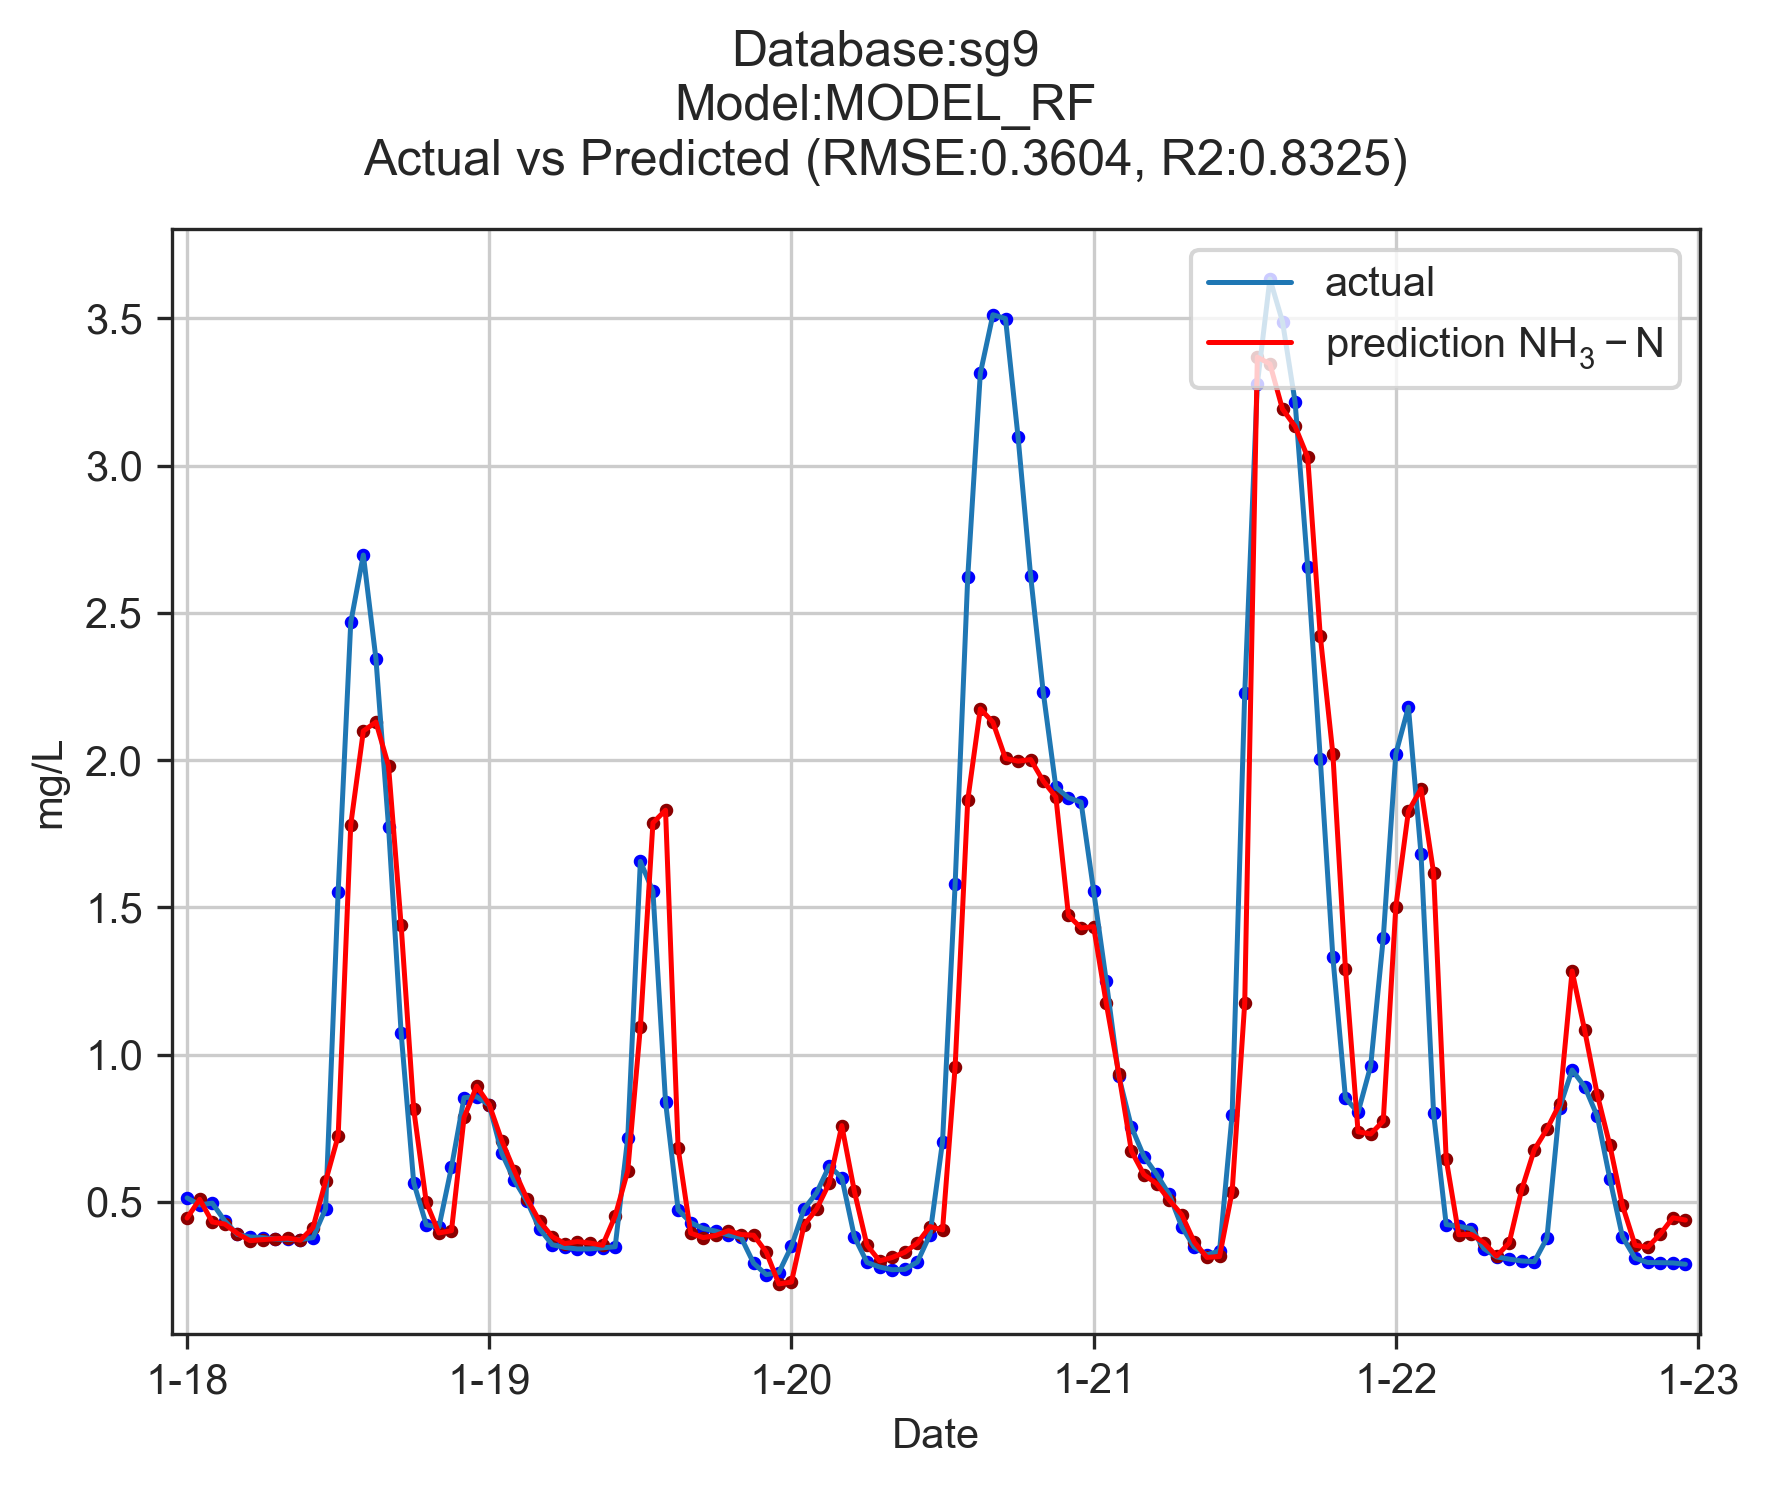 Database:sg9
Model:MODEL_RF
Actual vs Predicted (RMSE:0.3604, R2:0.8325)
actual
prediction NH₃ − N
3.5
3.0
2.5
2.0
1.5
1.0
0.5
mg/L
1-18 1-19 1-20 1-21 1-22 1-23
Date